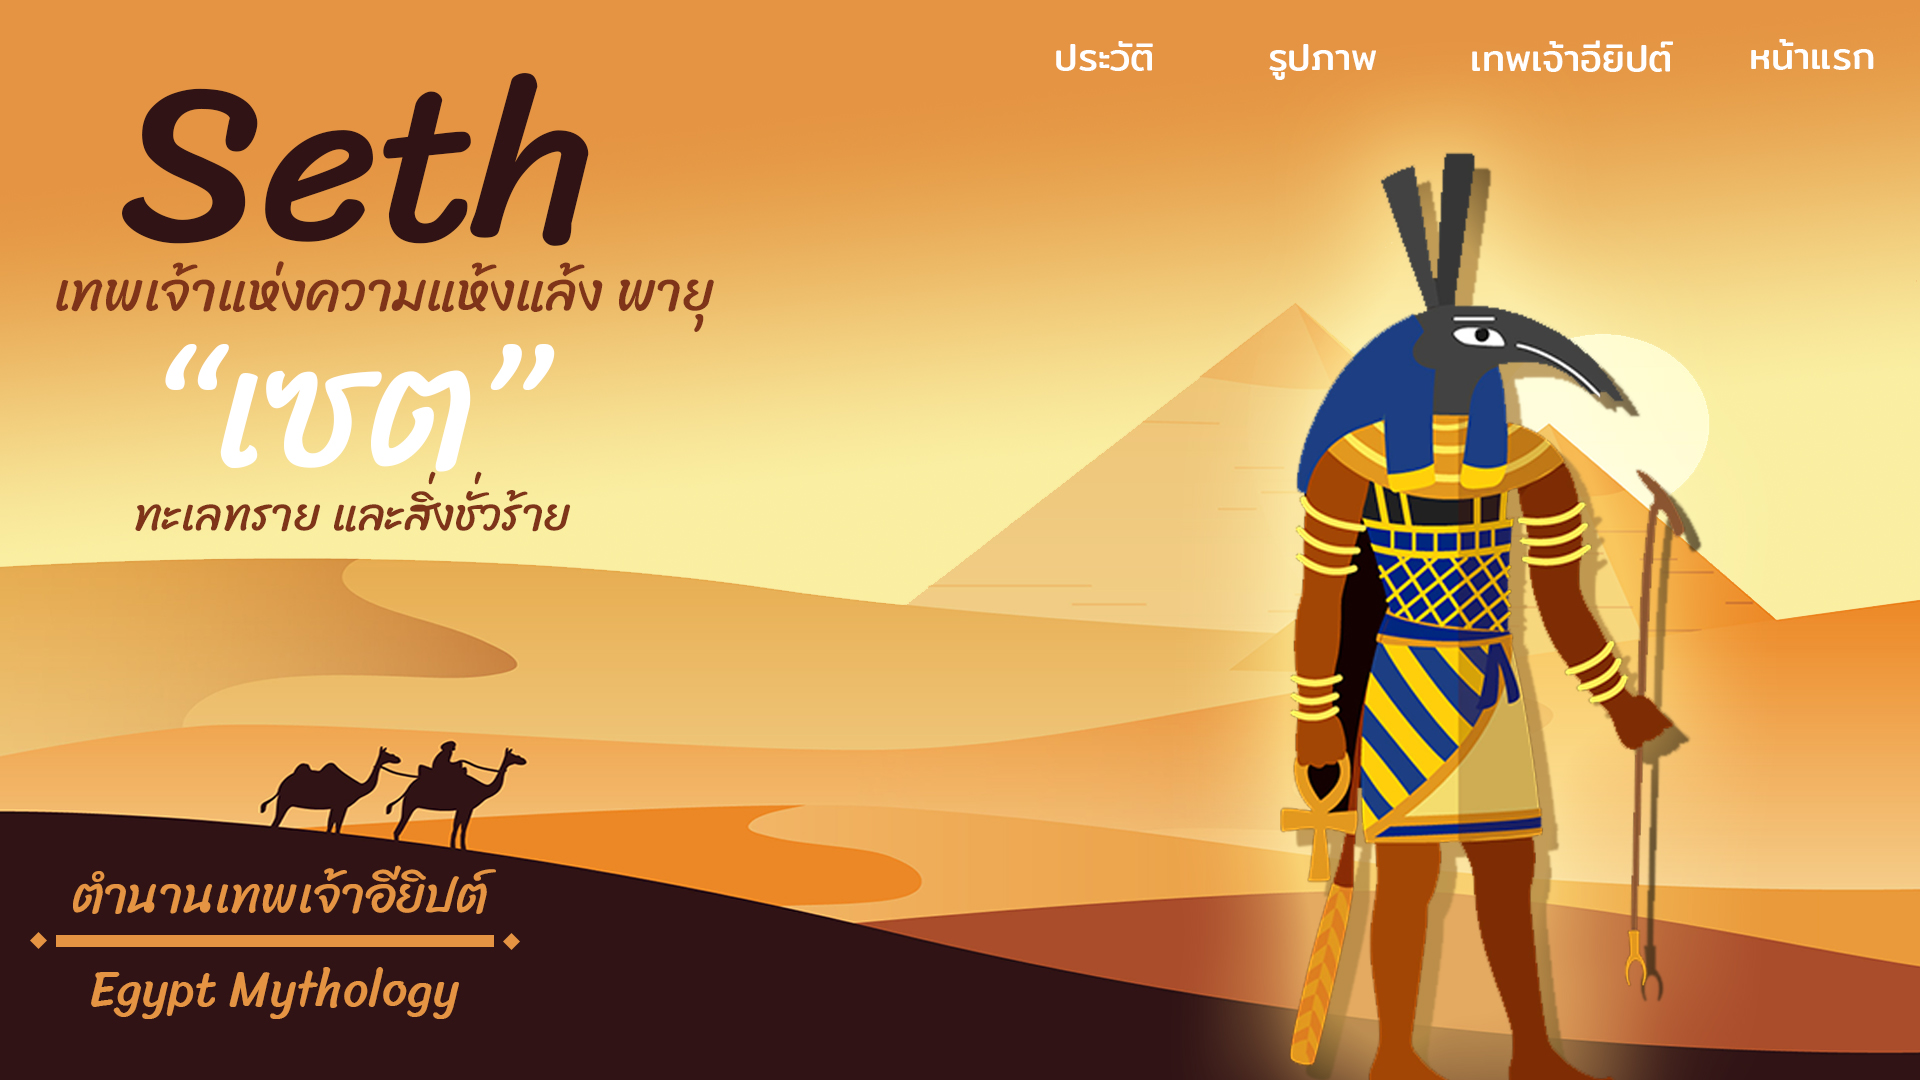 ประวัติ รูปภาพ เทพเจ้าอียิปต์ หน้าแรก
Seth
เทพเจ้าแห่งความแห้งแล้ง พายุ
“เซต”
ทะเลทราย และสิ่งชั่วร้าย
ตำนานเทพเจ้าอียิปต์
Egypt Mythology